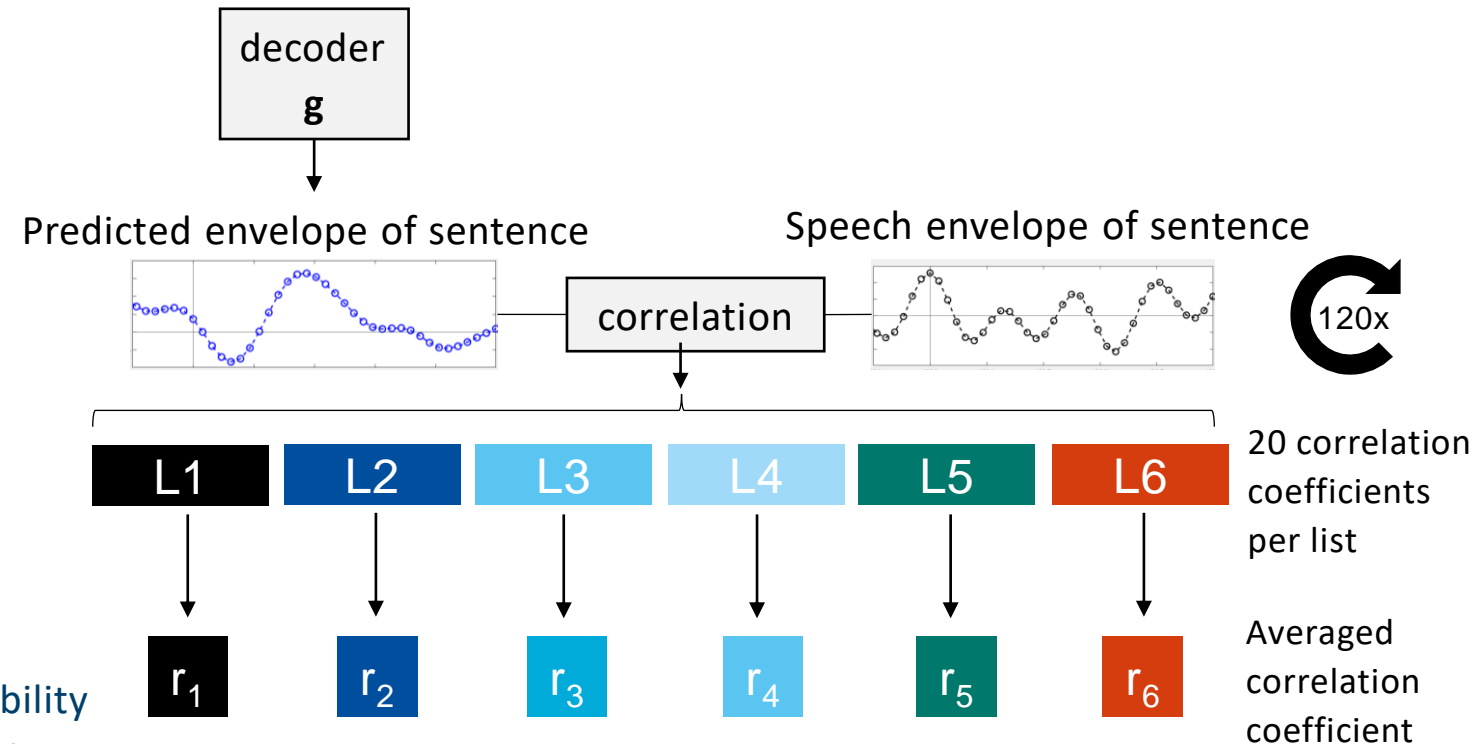 decoder
g
Predicted envelope of sentence
Speech envelope of sentence
correlation
120x
L1 L2 L3 L4 L5 L6
20 correlation
coefficients
per list
r₁ r₂ r₃ r₄ r₅ r₆
Averaged
correlation
coefficient
bility